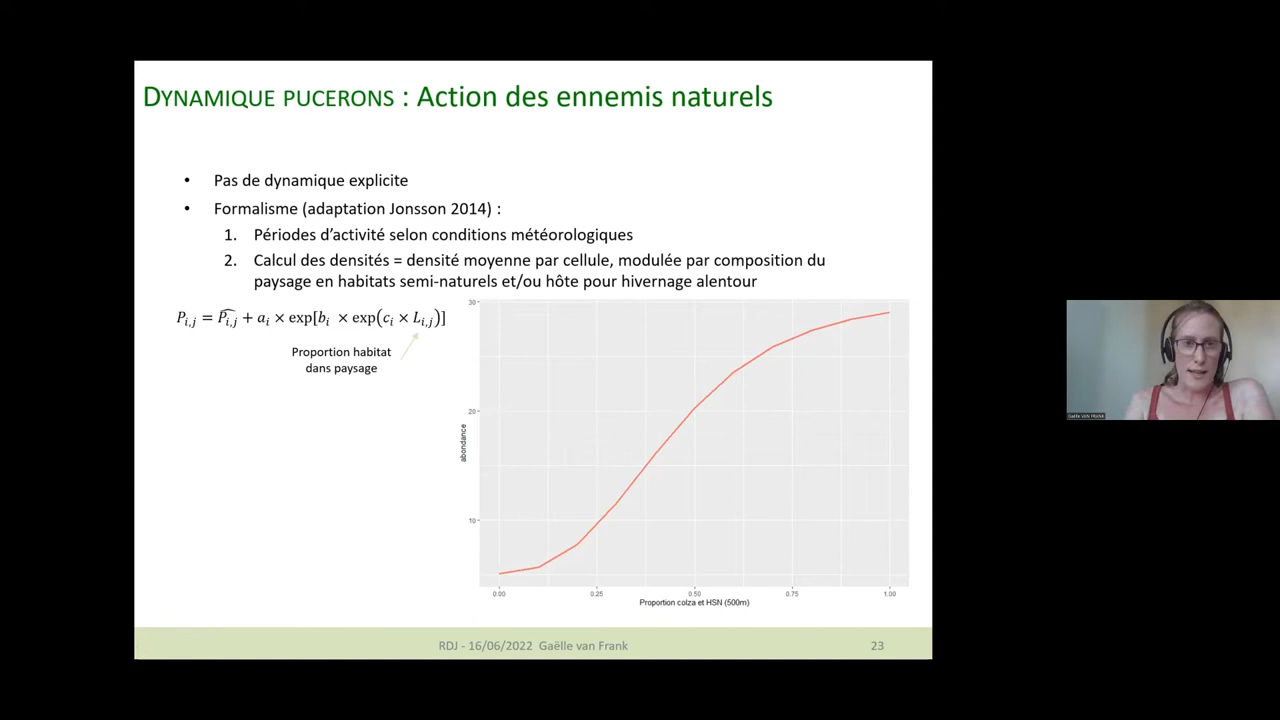 DYNAMIQUE PUCERONS : Action des ennemis naturels
• Pas de dynamique explicite
• Formalisme (adaptation Jonsson 2014) :
1. Périodes d'activité selon conditions météorologiques
2. Calcul des densités = densité moyenne par cellule, modulée par composition du
paysage en habitats semi-naturels et/ou hôte pour hivernage alentour
P_{i,j} = \widehat{P_{i,j}} + a_i × exp[b_i × exp(c_i × L_{i,j})]
Proportion habitat
dans paysage
30
20
10
abondance
0.00 0.25 0.50 0.75 1.00
Proportion colza et HSN (500m)
RDJ - 16/06/2022 Gaëlle van Frank
23
Gaëlle VAN FRANK